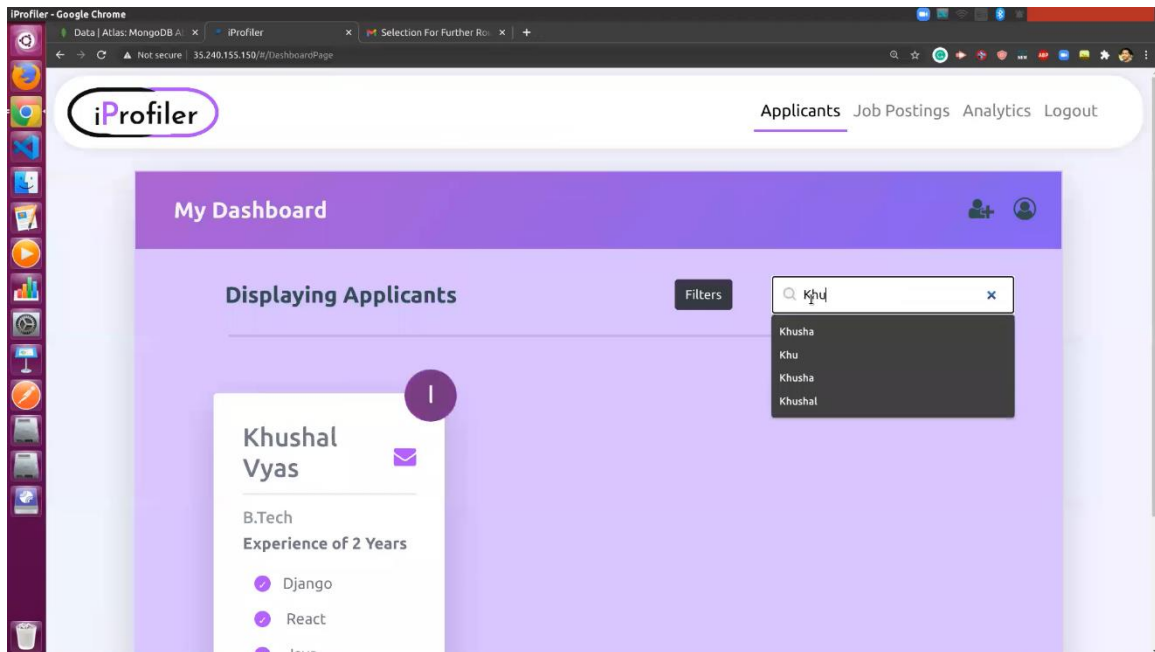 iProfiler - Google Chrome
Data | Atlas: MongoDB A
iProfiler
Selection For Further Ro
Not secure | 35.240.155.150/#/DashboardPage
iProfiler
Applicants Job Postings Analytics Logout
My Dashboard
Displaying Applicants
Filters
Khu
Khusha
Khu
Khusha
Khushal
I
Khushal
Vyas
B.Tech
Experience of 2 Years
Django
React